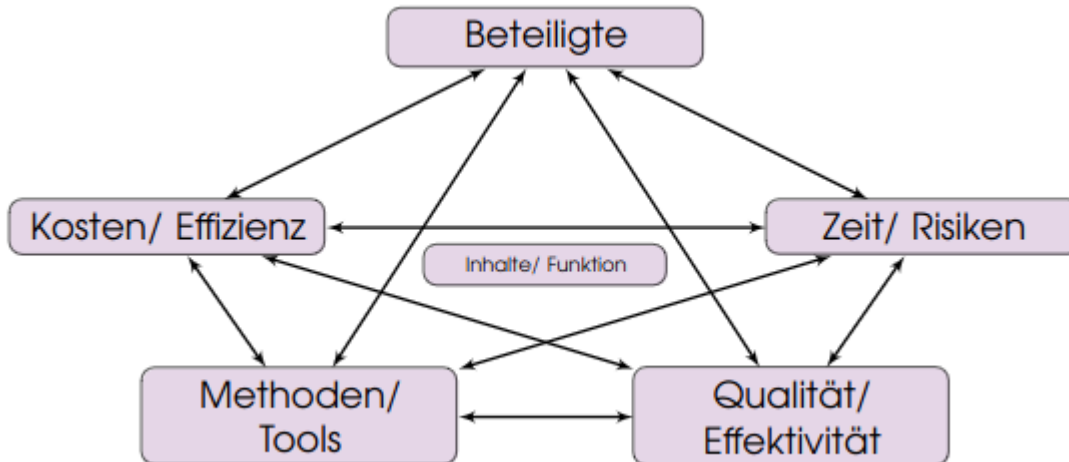 Beteiligte
Kosten/ Effizienz
Zeit/ Risiken
Inhalte/ Funktion
Methoden/
Tools
Qualität/
Effektivität